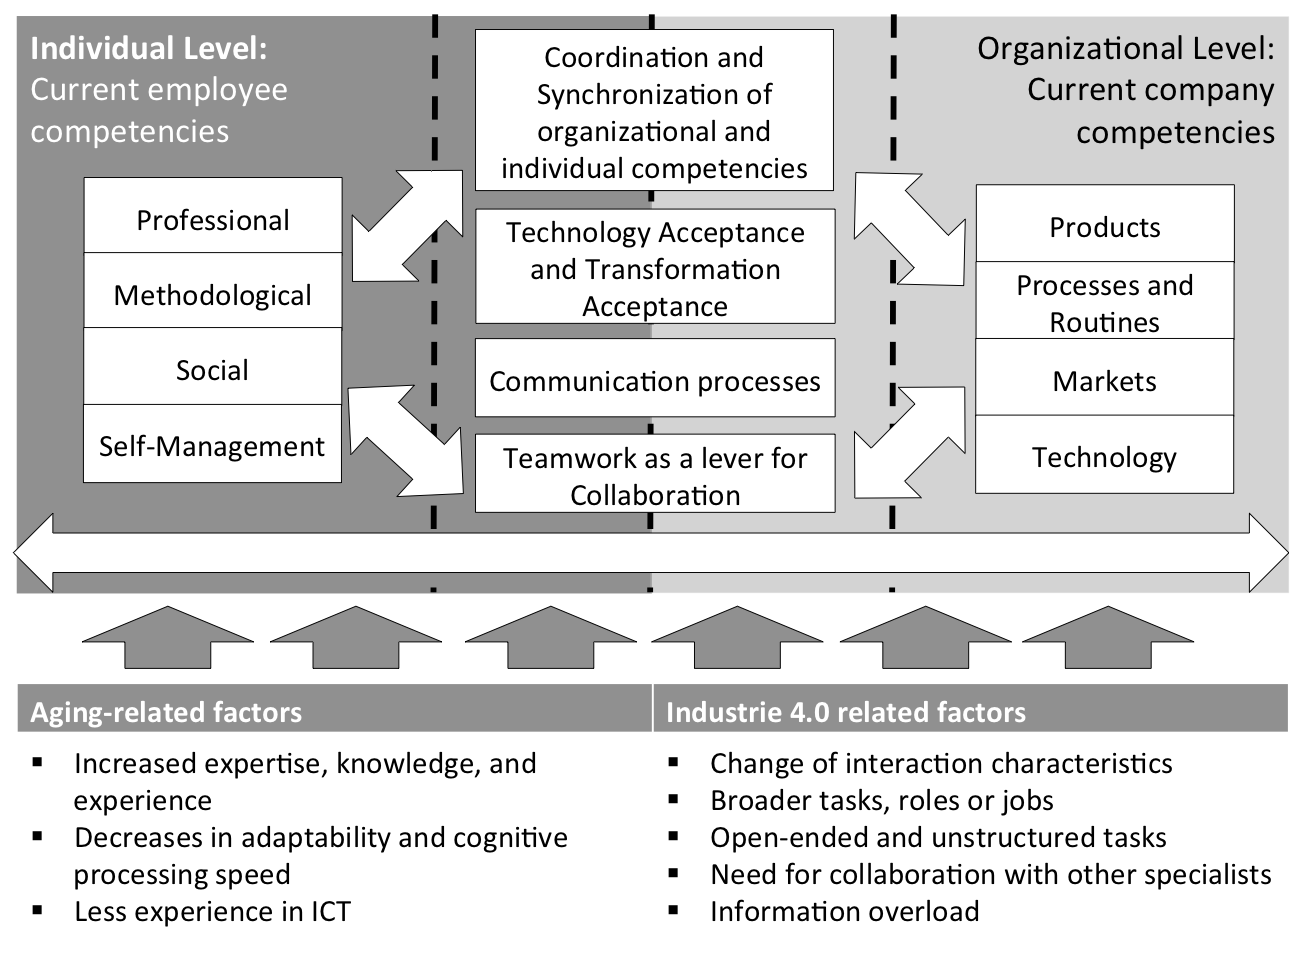 Individual Level:
Current employee
competencies
Professional
Methodological
Social
Self-Management
Coordination and
Synchronization of
organizational and
individual competencies
Technology Acceptance
and Transformation
Acceptance
Communication processes
Teamwork as a lever for
Collaboration
Organizational Level:
Current company
competencies
Products
Processes and
Routines
Markets
Technology
Aging-related factors
▪ Increased expertise, knowledge, and
experience
▪ Decreases in adaptability and cognitive
processing speed
▪ Less experience in ICT
Industrie 4.0 related factors
▪ Change of interaction characteristics
▪ Broader tasks, roles or jobs
▪ Open-ended and unstructured tasks
▪ Need for collaboration with other specialists
▪ Information overload